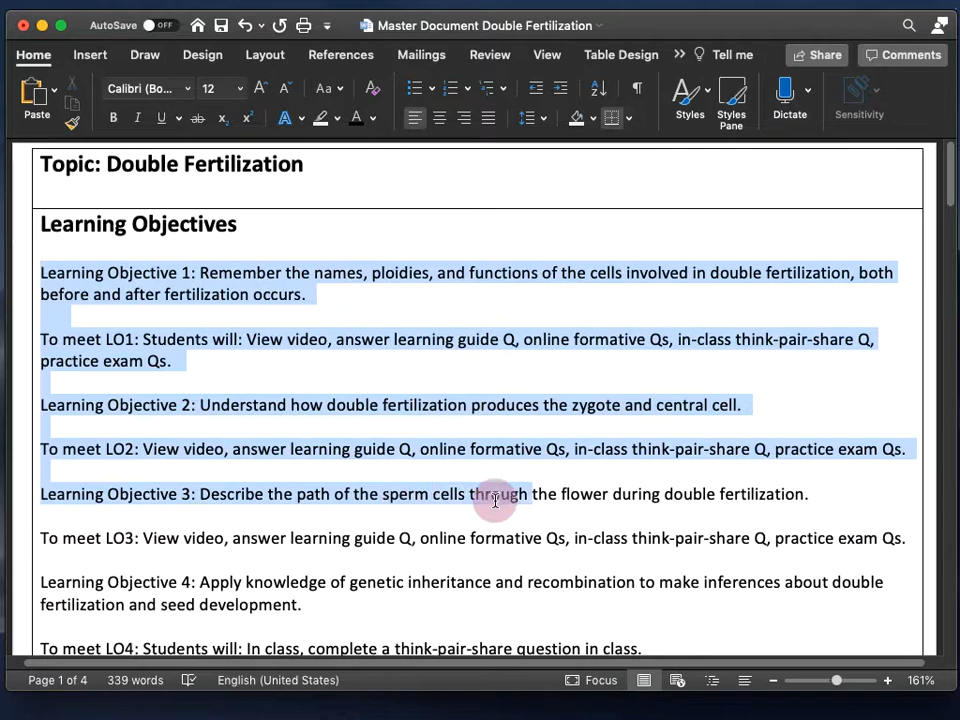 AutoSave OFF Master Document Double Fertilization
Home Insert Draw Design Layout References Mailings Review View Table Design Tell me Share Comments
Paste Calibri (Bo... 12 Aa Styles Styles Pane Dictate Sensitivity
B I U ab x₂ x² A A
Topic: Double Fertilization
Learning Objectives
Learning Objective 1: Remember the names, ploidies, and functions of the cells involved in double fertilization, both
before and after fertilization occurs.
To meet LO1: Students will: View video, answer learning guide Q, online formative Qs, in-class think-pair-share Q,
practice exam Qs.
Learning Objective 2: Understand how double fertilization produces the zygote and central cell.
To meet LO2: View video, answer learning guide Q, online formative Qs, in-class think-pair-share Q, practice exam Qs.
Learning Objective 3: Describe the path of the sperm cells through the flower during double fertilization.
To meet LO3: View video, answer learning guide Q, online formative Qs, in-class think-pair-share Q, practice exam Qs.
Learning Objective 4: Apply knowledge of genetic inheritance and recombination to make inferences about double
fertilization and seed development.
To meet LO4: Students will: In class, complete a think-pair-share question in class.
Page 1 of 4 339 words English (United States) Focus 161%